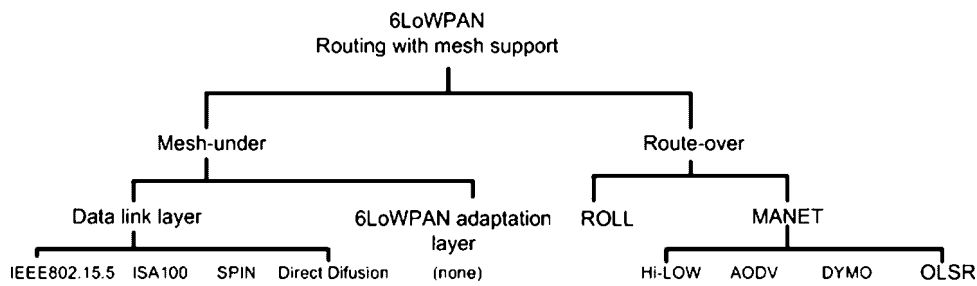 6LoWPAN
Routing with mesh support
Mesh-under
Route-over
Data link layer
6LoWPAN adaptation
layer
ROLL
MANET
IEEE802.15.5
ISA100
SPIN
Direct Difusion
(none)
Hi-LOW
AODV
DYMO
OLSR